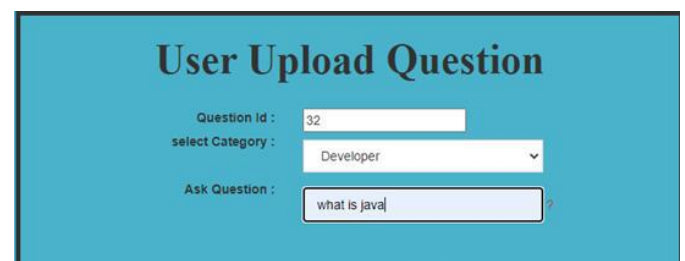 User Upload Question
Question Id : 32
select Category : Developer
Ask Question : what is java ?